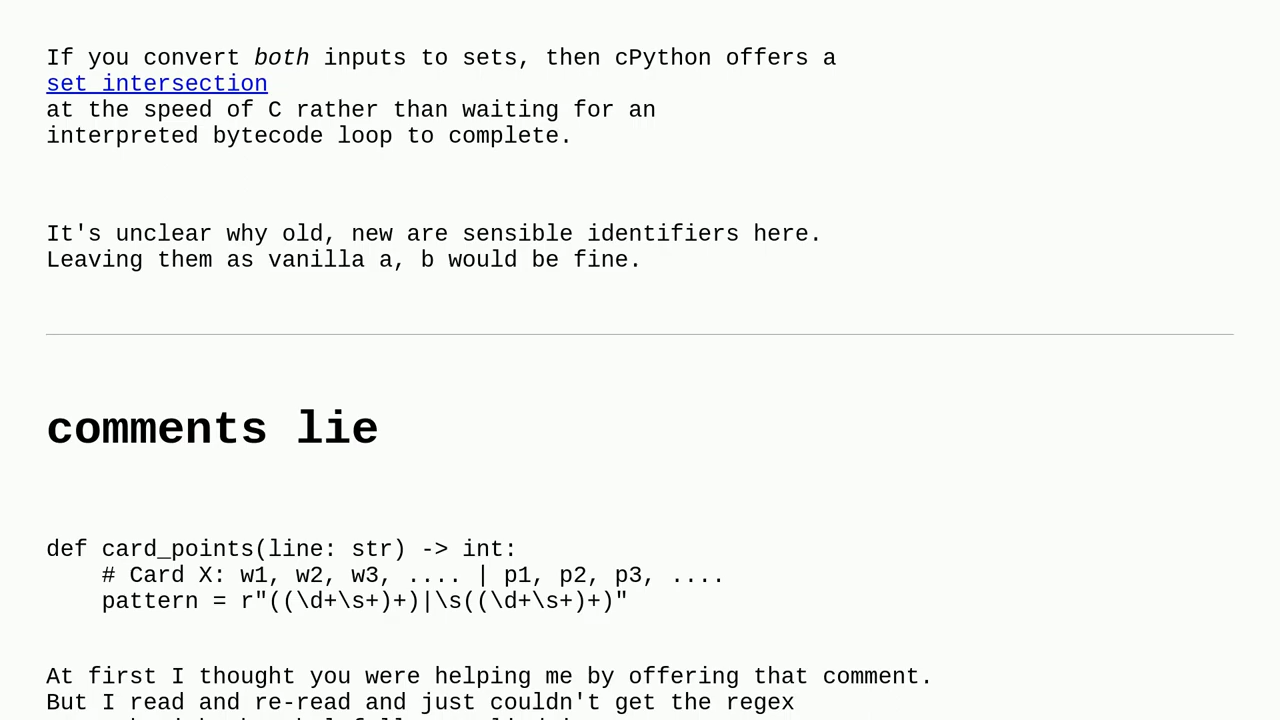 If you convert both inputs to sets, then cPython offers a
set intersection
at the speed of C rather than waiting for an
interpreted bytecode loop to complete.
It's unclear why old, new are sensible identifiers here.
Leaving them as vanilla a, b would be fine.
comments lie
def card_points(line: str) -> int:
    # Card X: w1, w2, w3, .... | p1, p2, p3, ....
    pattern = r"((\d+\s+)+)|\s((\d+\s+)+)"
At first I thought you were helping me by offering that comment.
But I read and re-read and just couldn't get the regex